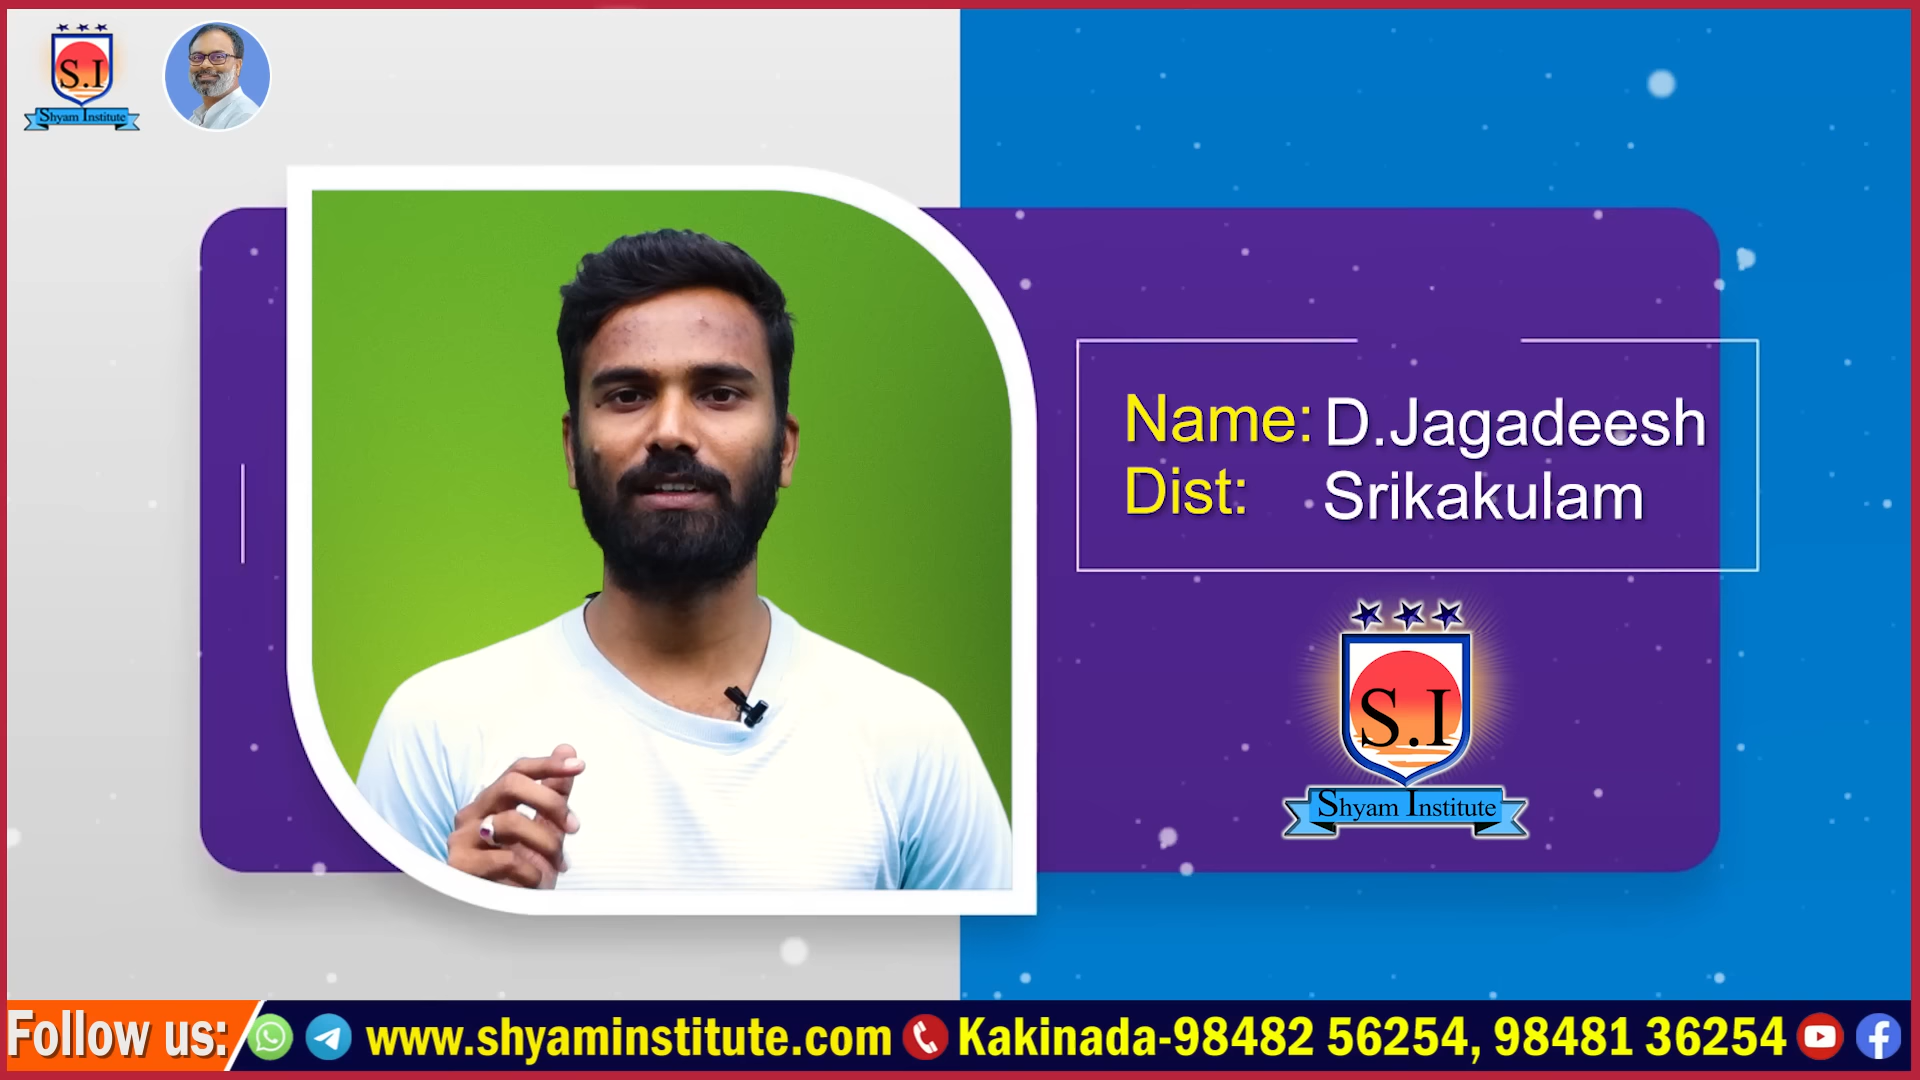 S.I
Shyam Institute
Name: D.Jagadeesh
Dist: Srikakulam
S.I
Shyam Institute
Follow us: www.shyaminstitute.com Kakinada-98482 56254, 98481 36254